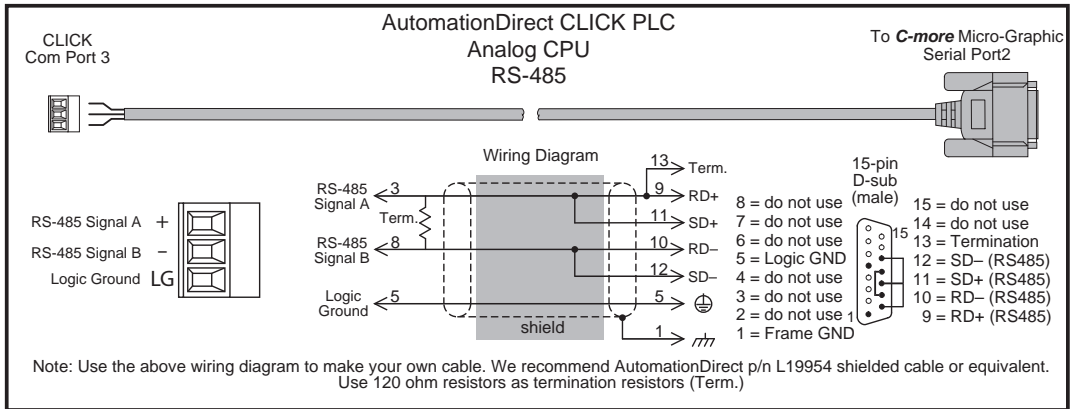 AutomationDirect CLICK PLC
Analog CPU
RS-485
CLICK
Com Port 3
To C-more Micro-Graphic
Serial Port2
Wiring Diagram
RS-485 Signal A +
RS-485 Signal B –
Logic Ground LG
RS-485
Signal A
3
Term.
RS-485
Signal B
8
Logic
Ground
5
shield
13 Term.
9 RD+
11 SD+
10 RD–
12 SD–
5
1
15-pin
D-sub
(male)
8 = do not use
7 = do not use
6 = do not use
5 = Logic GND
4 = do not use
3 = do not use
2 = do not use
1 = Frame GND
15
1
15 = do not use
14 = do not use
13 = Termination
12 = SD– (RS485)
11 = SD+ (RS485)
10 = RD– (RS485)
9 = RD+ (RS485)
Note: Use the above wiring diagram to make your own cable. We recommend AutomationDirect p/n L19954 shielded cable or equivalent.
Use 120 ohm resistors as termination resistors (Term.)